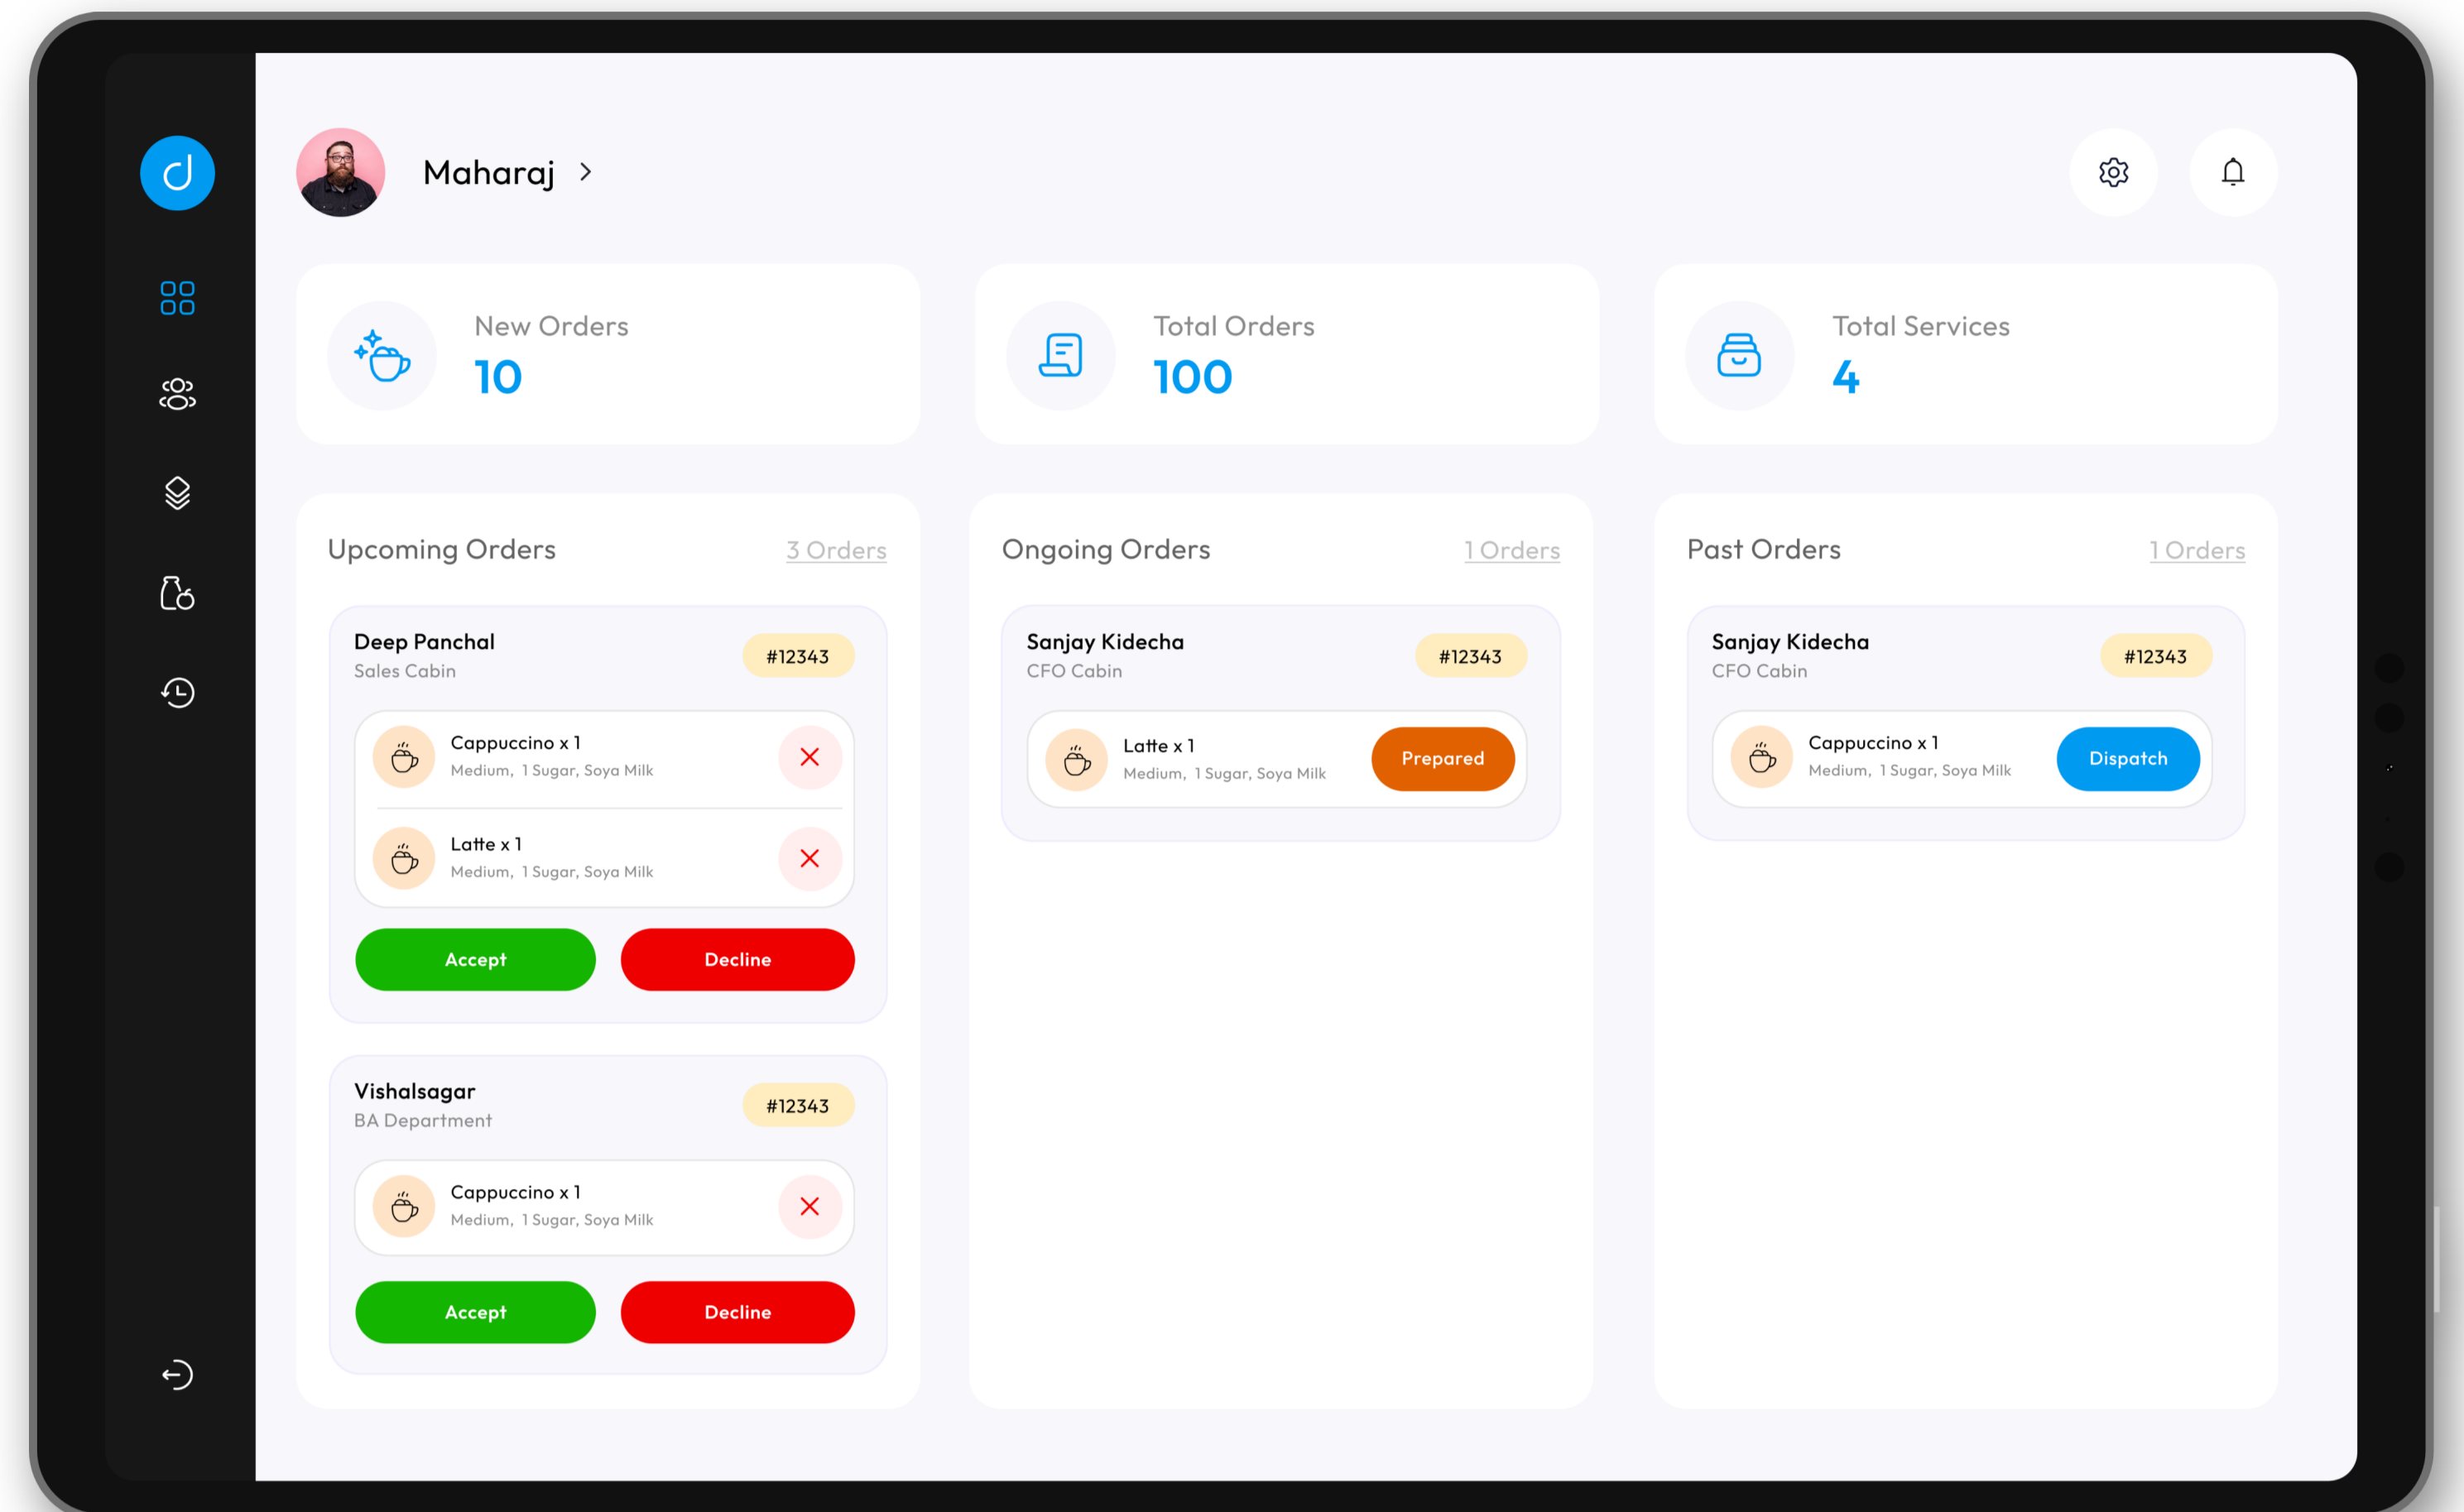 d
Maharaj
New Orders
10
Total Orders
100
Total Services
4
Upcoming Orders
3 Orders
Deep Panchal
#12343
Sales Cabin
Cappuccino x 1
Medium, 1 Sugar, Soya Milk
Latte x 1
Medium, 1 Sugar, Soya Milk
Accept
Decline
Vishalsagar
#12343
BA Department
Cappuccino x 1
Medium, 1 Sugar, Soya Milk
Accept
Decline
Ongoing Orders
1 Orders
Sanjay Kidecha
#12343
CFO Cabin
Latte x 1
Medium, 1 Sugar, Soya Milk
Prepared
Past Orders
1 Orders
Sanjay Kidecha
#12343
CFO Cabin
Cappuccino x 1
Medium, 1 Sugar, Soya Milk
Dispatch